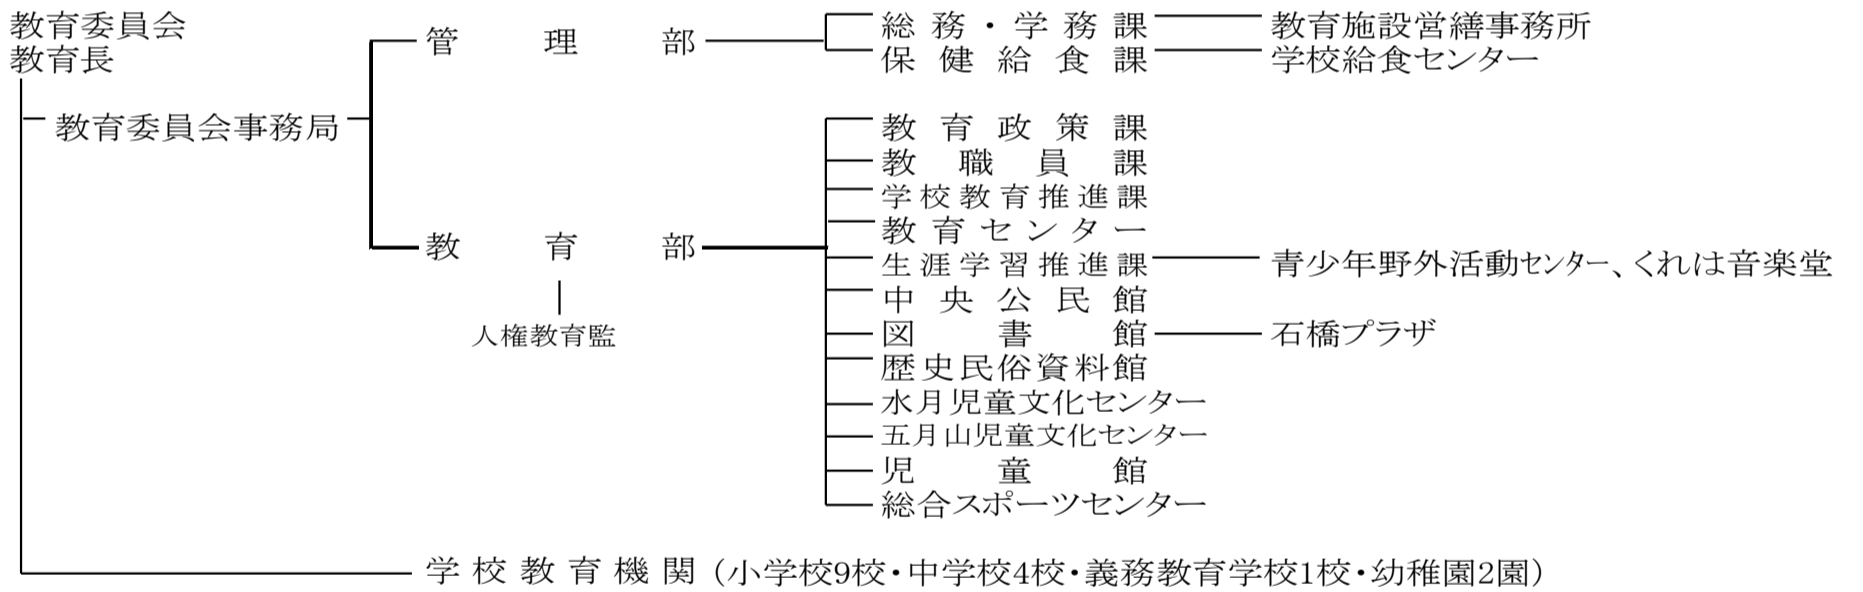 教育委員会
教育長
管理部
総務・学務課
教育施設営繕事務所
保健給食課
学校給食センター
教育委員会事務局
教育部
人権教育監
教育政策課
教職員課
学校教育推進課
教育センター
生涯学習推進課
青少年野外活動センター、くれは音楽堂
中央公民館
図書館
石橋プラザ
歴史民俗資料館
水月児童文化センター
五月山児童文化センター
児童館
総合スポーツセンター
学校教育機関（小学校9校・中学校4校・義務教育学校1校・幼稚園2園）